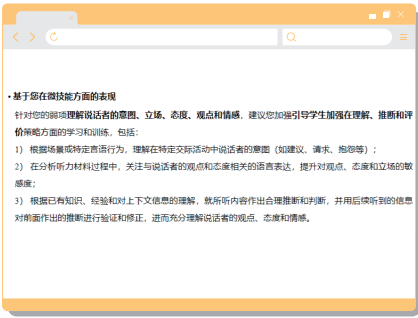 • 基于您在微技能方面的表现
针对您的弱项理解说话者的意图、立场、态度、观点和情感，建议您加强引导学生加强在理解、推断和评
价策略方面的学习和训练，包括：
1） 根据场景或特定言语行为，理解在特定交际活动中说话者的意图（如建议、请求、抱怨等）；
2） 在分析听力材料过程中，关注与说话者的观点和态度相关的语言表达，提升对观点、态度和立场的敏
感度；
3） 根据已有知识、经验和对上下文信息的理解，就所听内容作出合理推断和判断，并用后续听到的信息
对前面作出的推断进行验证和修正，进而充分理解说话者的观点、态度和情感。